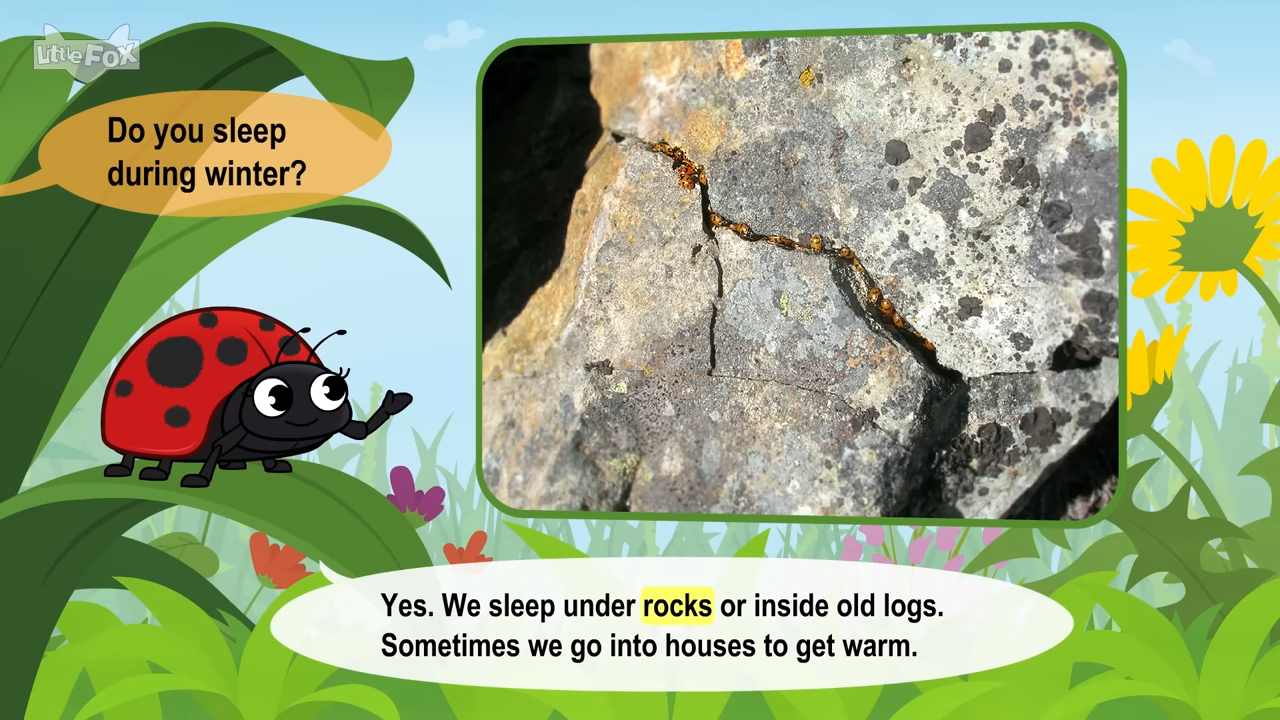 Little Fox
Do you sleep
during winter?
Yes. We sleep under rocks or inside old logs.
Sometimes we go into houses to get warm.